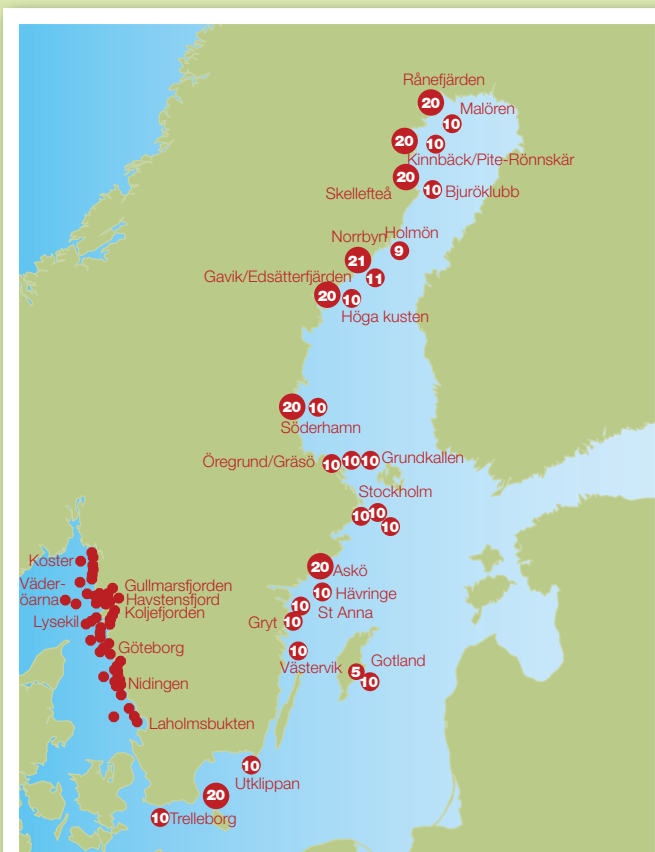 Rånefjärden
20
Malören
10
20
10
Kinnbäck/Pite-Rönnskär
20
Skellefteå
10 Bjuröklubb
Norrbyn
Holmön
9
21
Gavik/Edsätterfjärden
11
20
10
Höga kusten
20
10
Söderhamn
Öregrund/Gräsö
10
10
10
Grundkallen
Stockholm
10
10
10
Koster
Väder-
öarna
Gullmarsfjorden
Havstensfjord
Koljefjorden
Lysekil
Göteborg
Nidingen
Laholmsbukten
20
Askö
10
Hävringe
10
St Anna
Gryt
10
10
Västervik
Gotland
5
10
10
Utklippan
20
10
Trelleborg